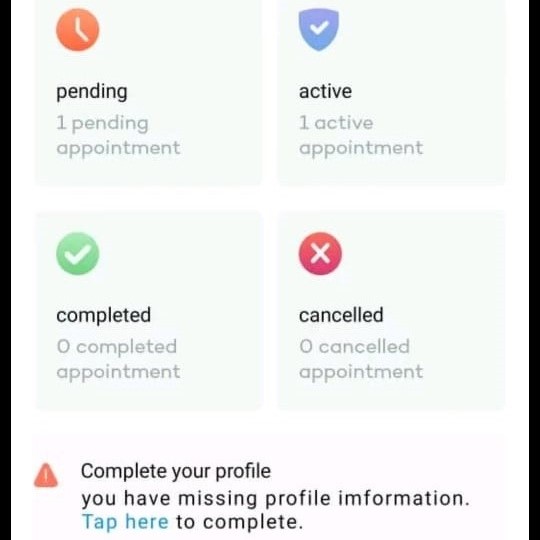 pending
1 pending
appointment
active
1 active
appointment
completed
0 completed
appointment
cancelled
0 cancelled
appointment
Complete your profile
you have missing profile imformation.
Tap here to complete.